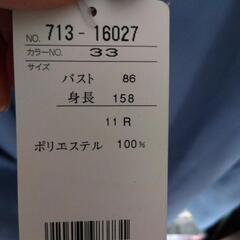 NO. 713-16027
カラーNO. 33
サイズ
バスト 86
身長 158
11 R
ポリエステル 100%